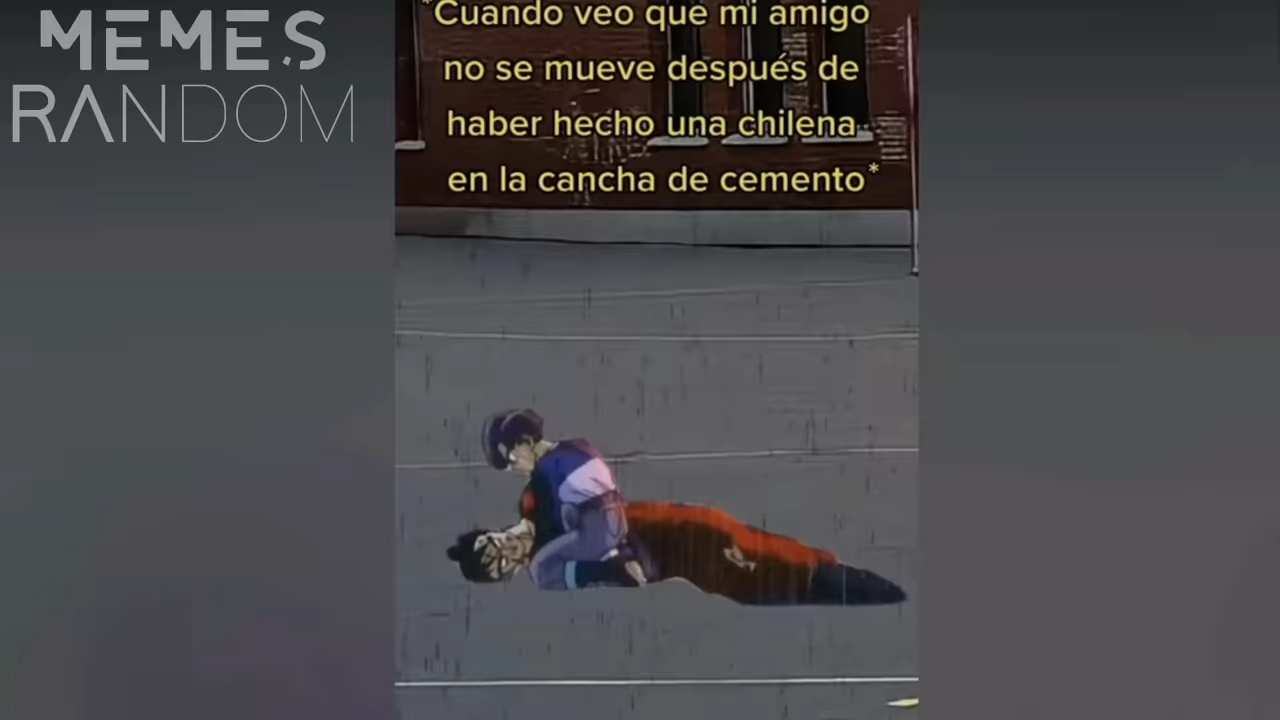 MEMES
RANDOM
*Cuando veo que mi amigo
no se mueve después de
haber hecho una chilena
en la cancha de cemento*